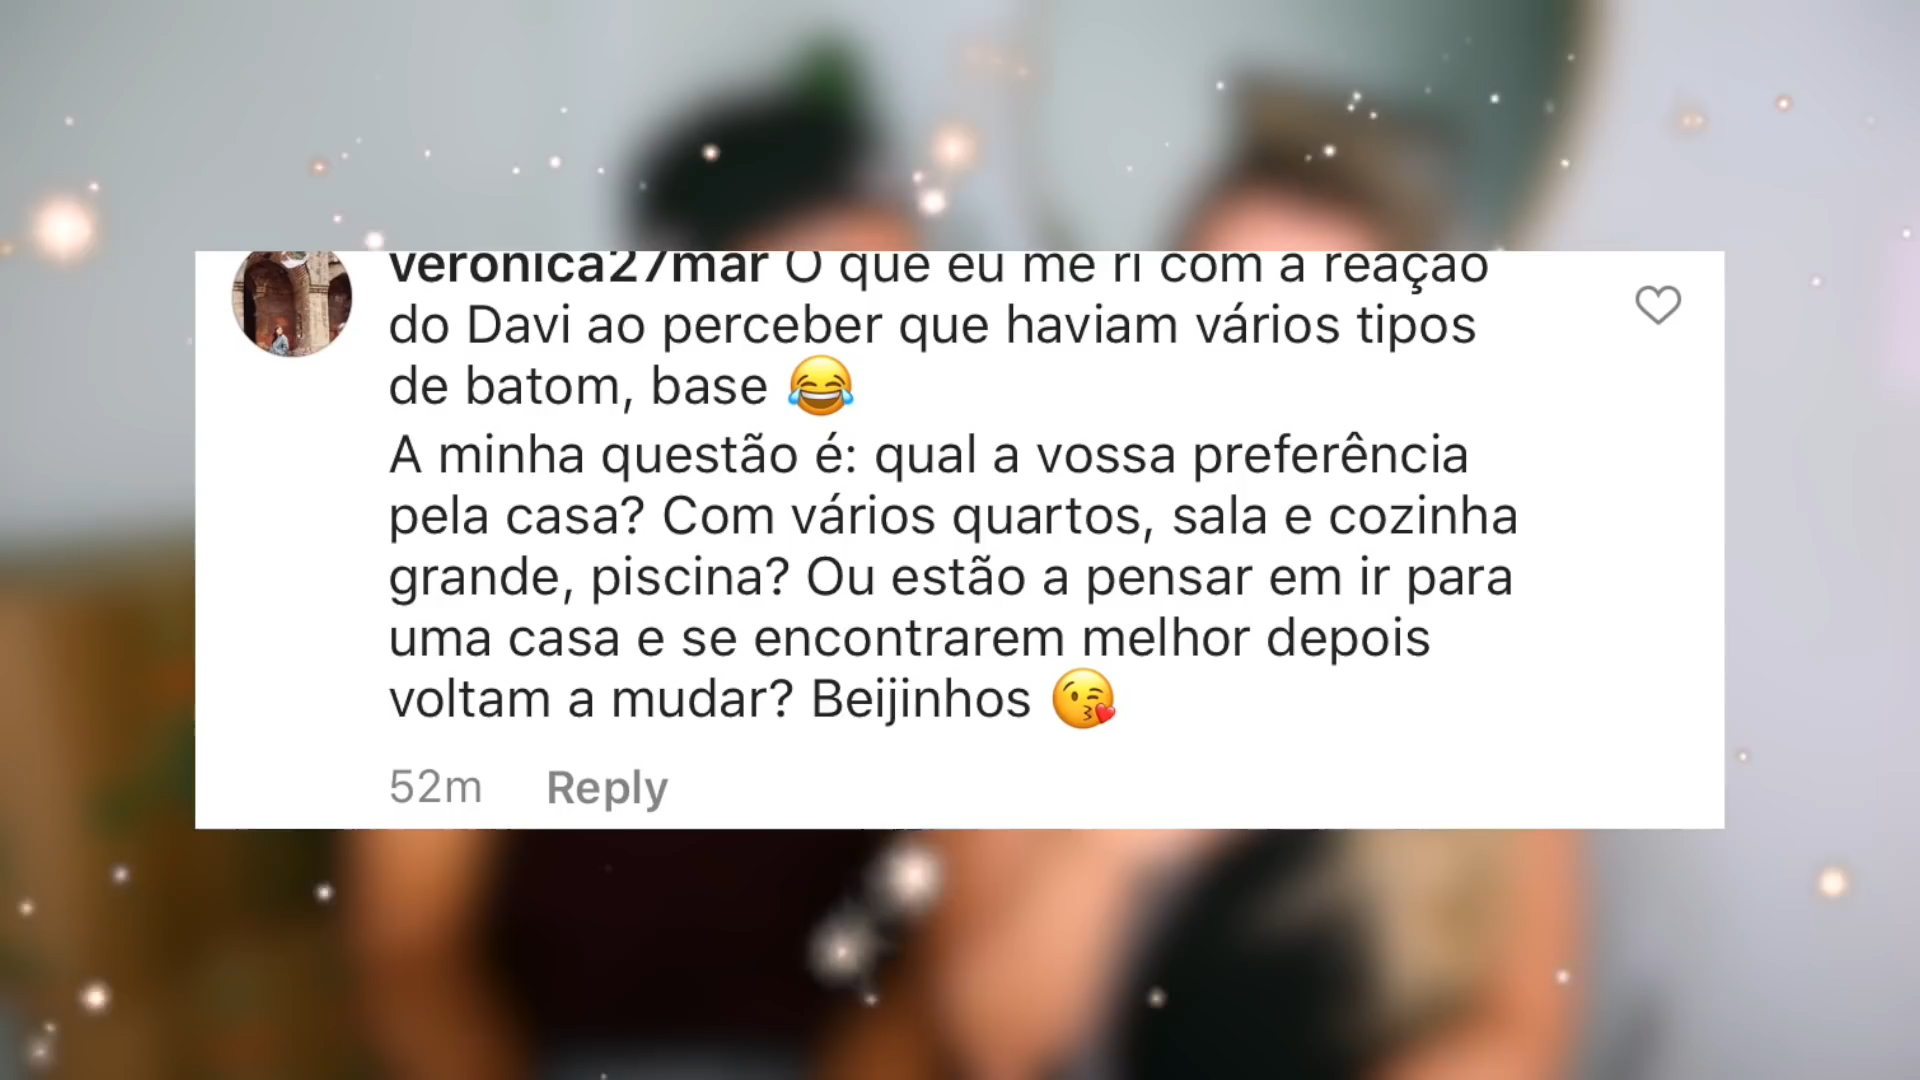 veronica27mar O que eu me ri com a reação
do Davi ao perceber que haviam vários tipos
de batom, base 😂
A minha questão é: qual a vossa preferência
pela casa? Com vários quartos, sala e cozinha
grande, piscina? Ou estão a pensar em ir para
uma casa e se encontrarem melhor depois
voltam a mudar? Beijinhos 😘
52m Reply